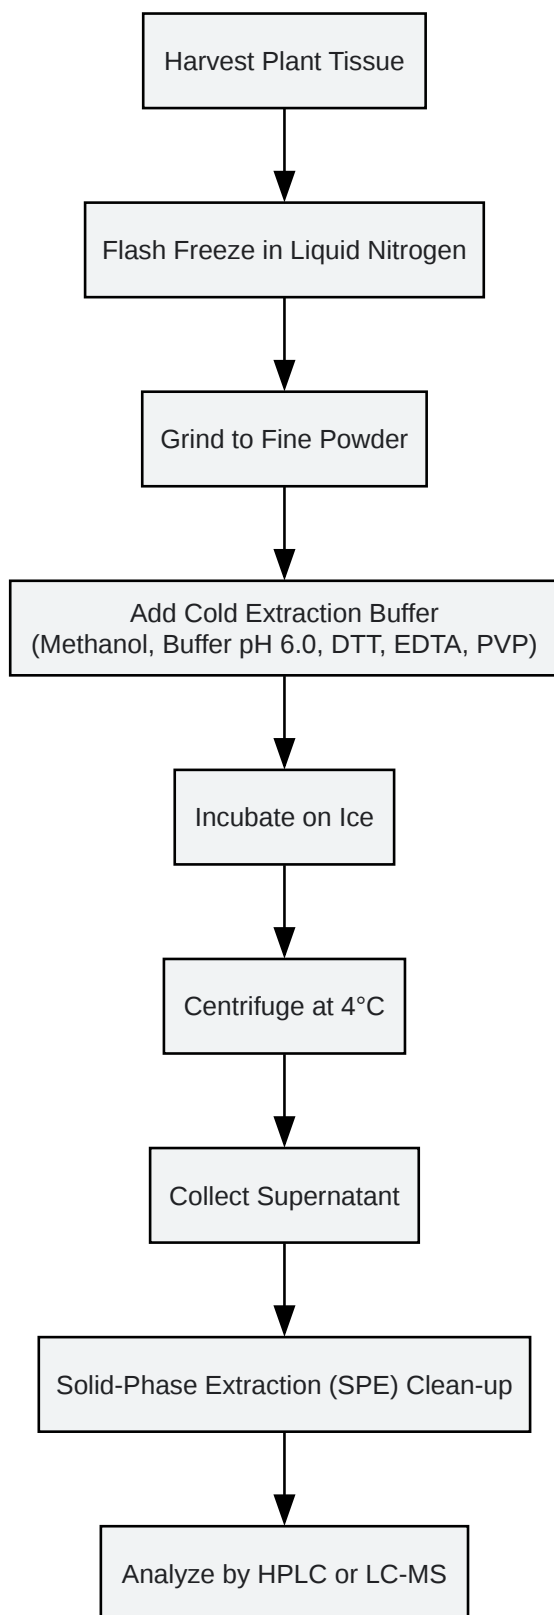 Harvest Plant Tissue
Flash Freeze in Liquid Nitrogen
Grind to Fine Powder
Add Cold Extraction Buffer
(Methanol, Buffer pH 6.0, DTT, EDTA, PVP)
Incubate on Ice
Centrifuge at 4°C
Collect Supernatant
Solid-Phase Extraction (SPE) Clean-up
Analyze by HPLC or LC-MS